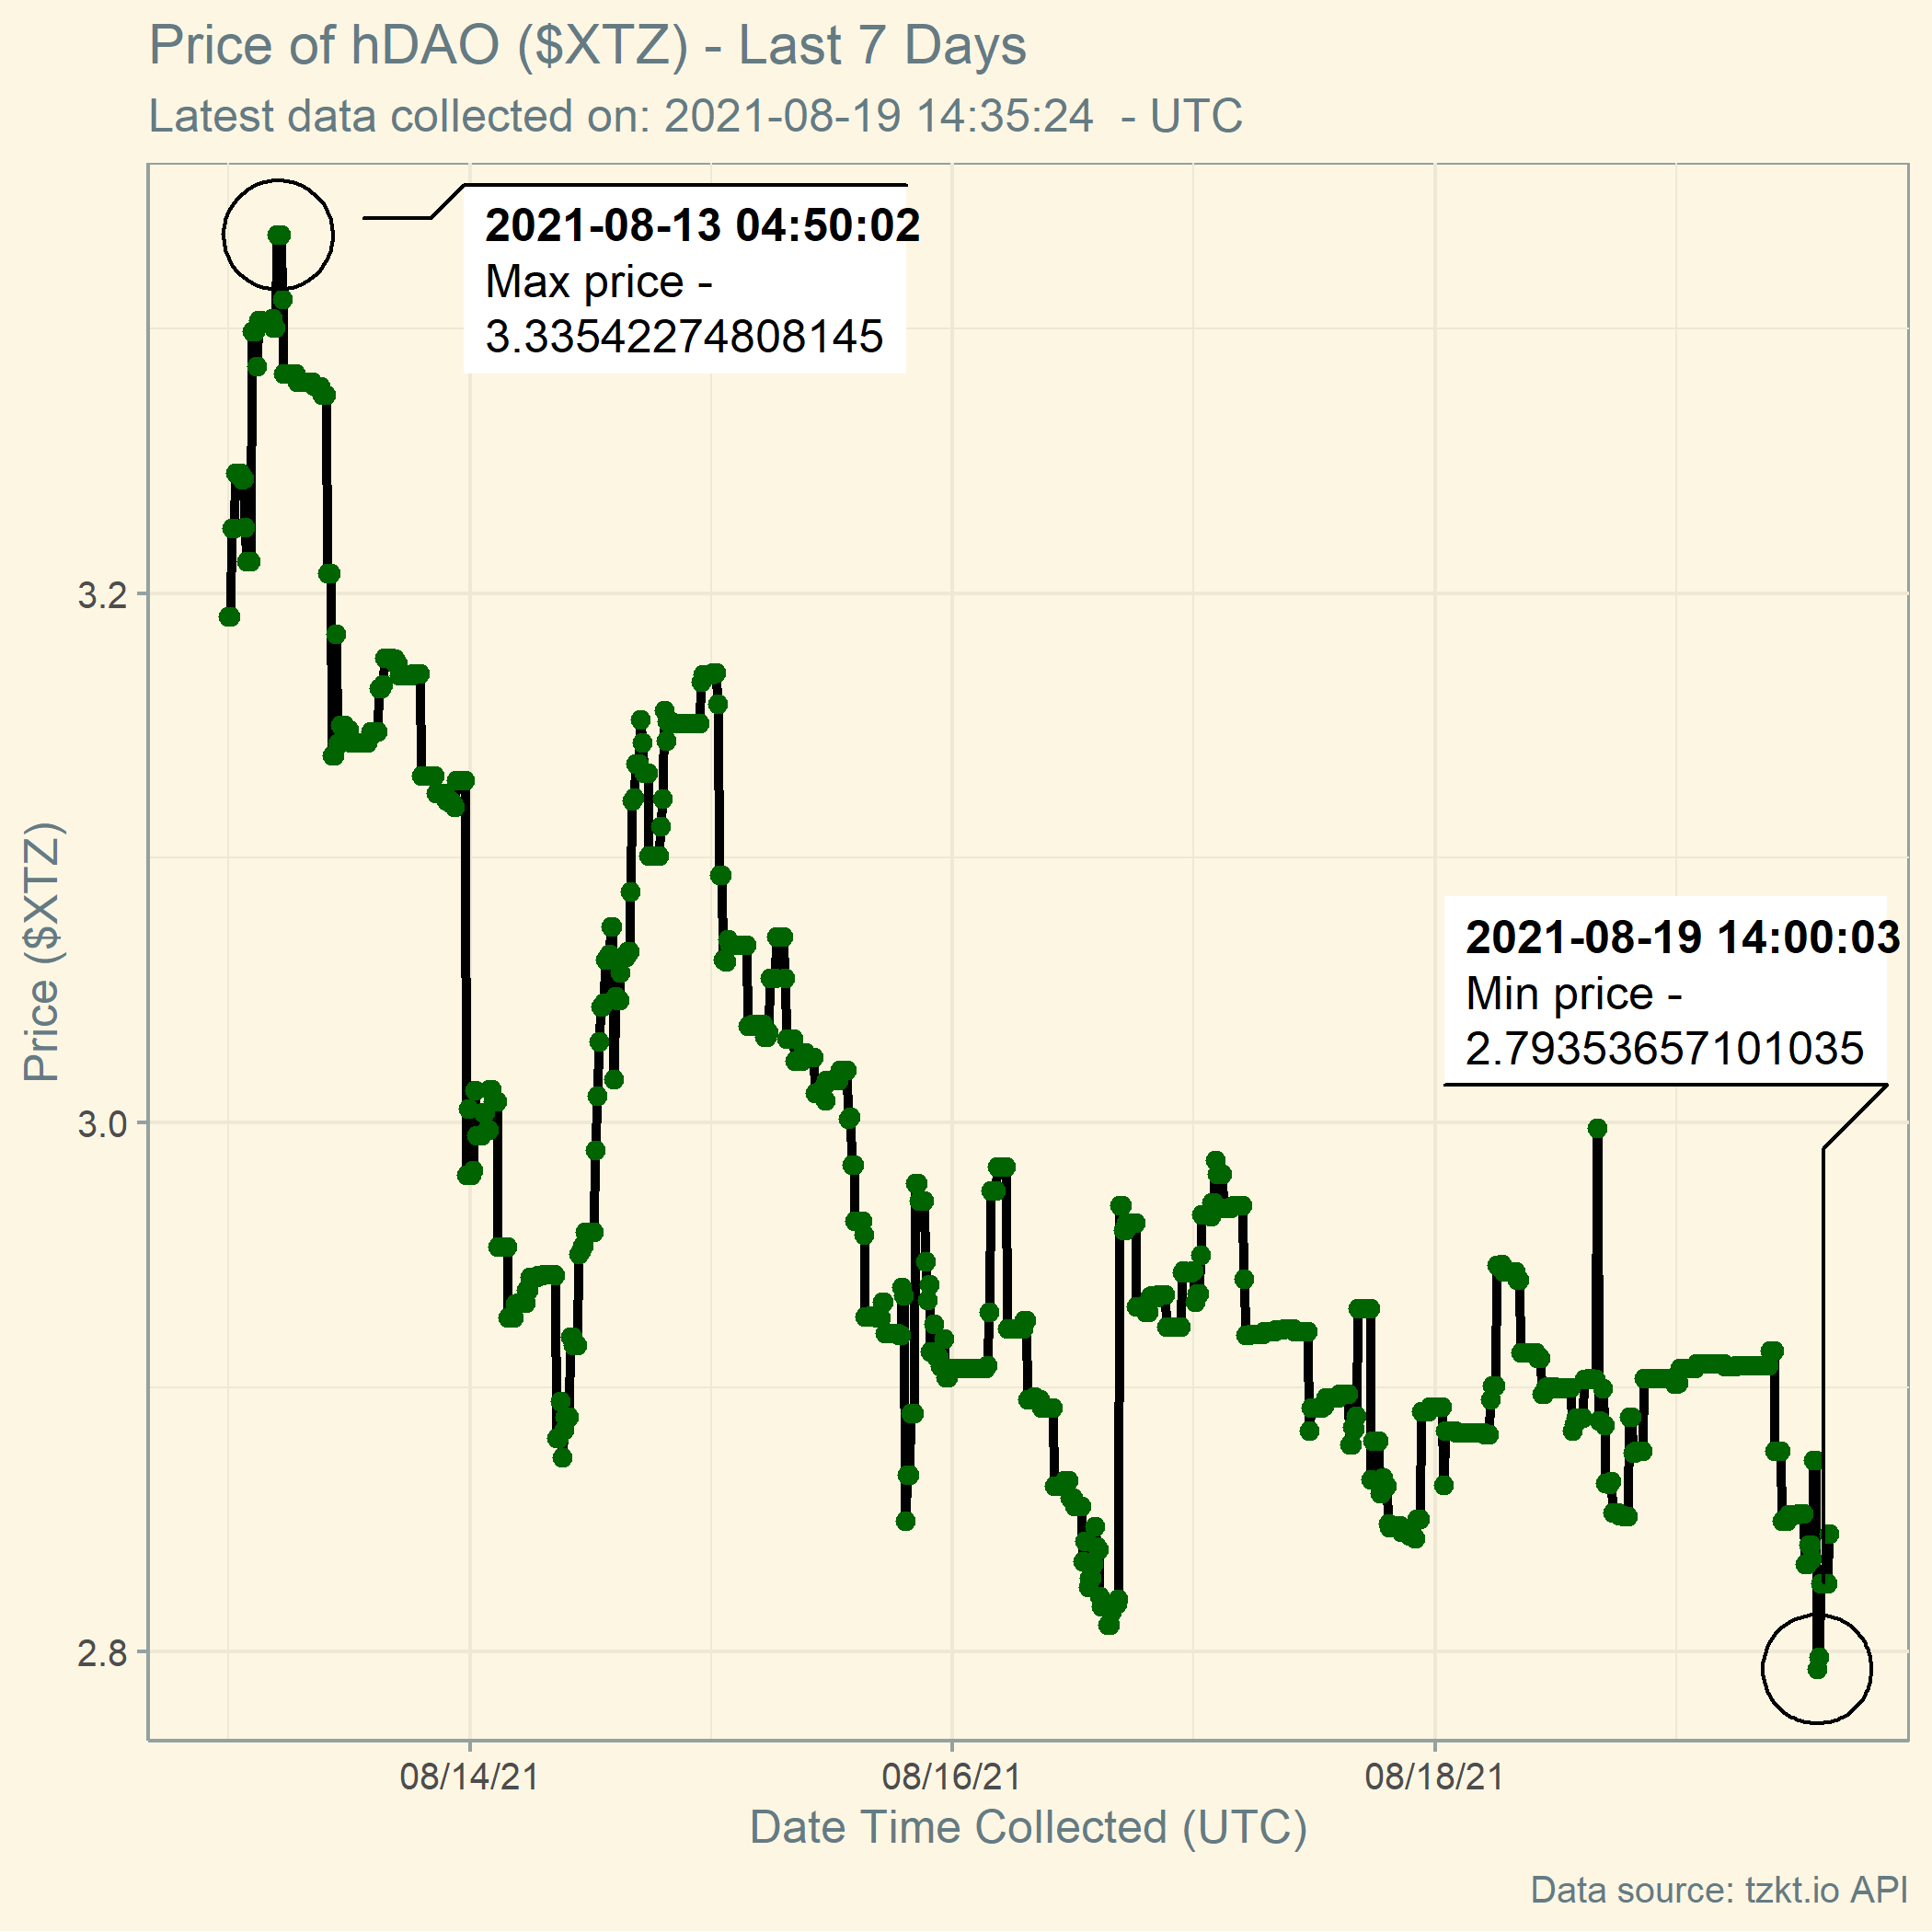 Price of hDAO ($XTZ) - Last 7 Days
Latest data collected on: 2021-08-19 14:35:24  - UTC
2021-08-13 04:50:02
Max price -
3.33542274808145
3.2
Price ($XTZ)
2021-08-19 14:00:03
Min price -
2.793353657101035
3.0
2.8
08/14/21
08/16/21
08/18/21
Date Time Collected (UTC)
Data source: tzkt.io API